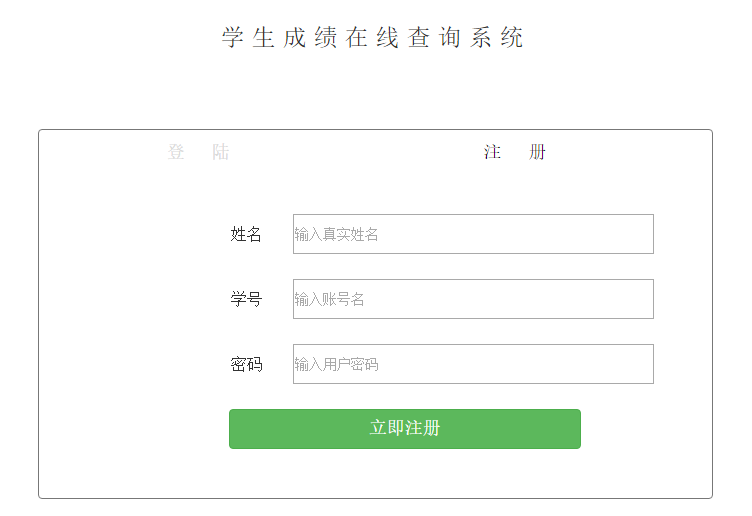 学生成绩在线查询系统
登 陆 注 册
姓名 输入真实姓名
学号 输入账号名
密码 输入用户密码
立即注册